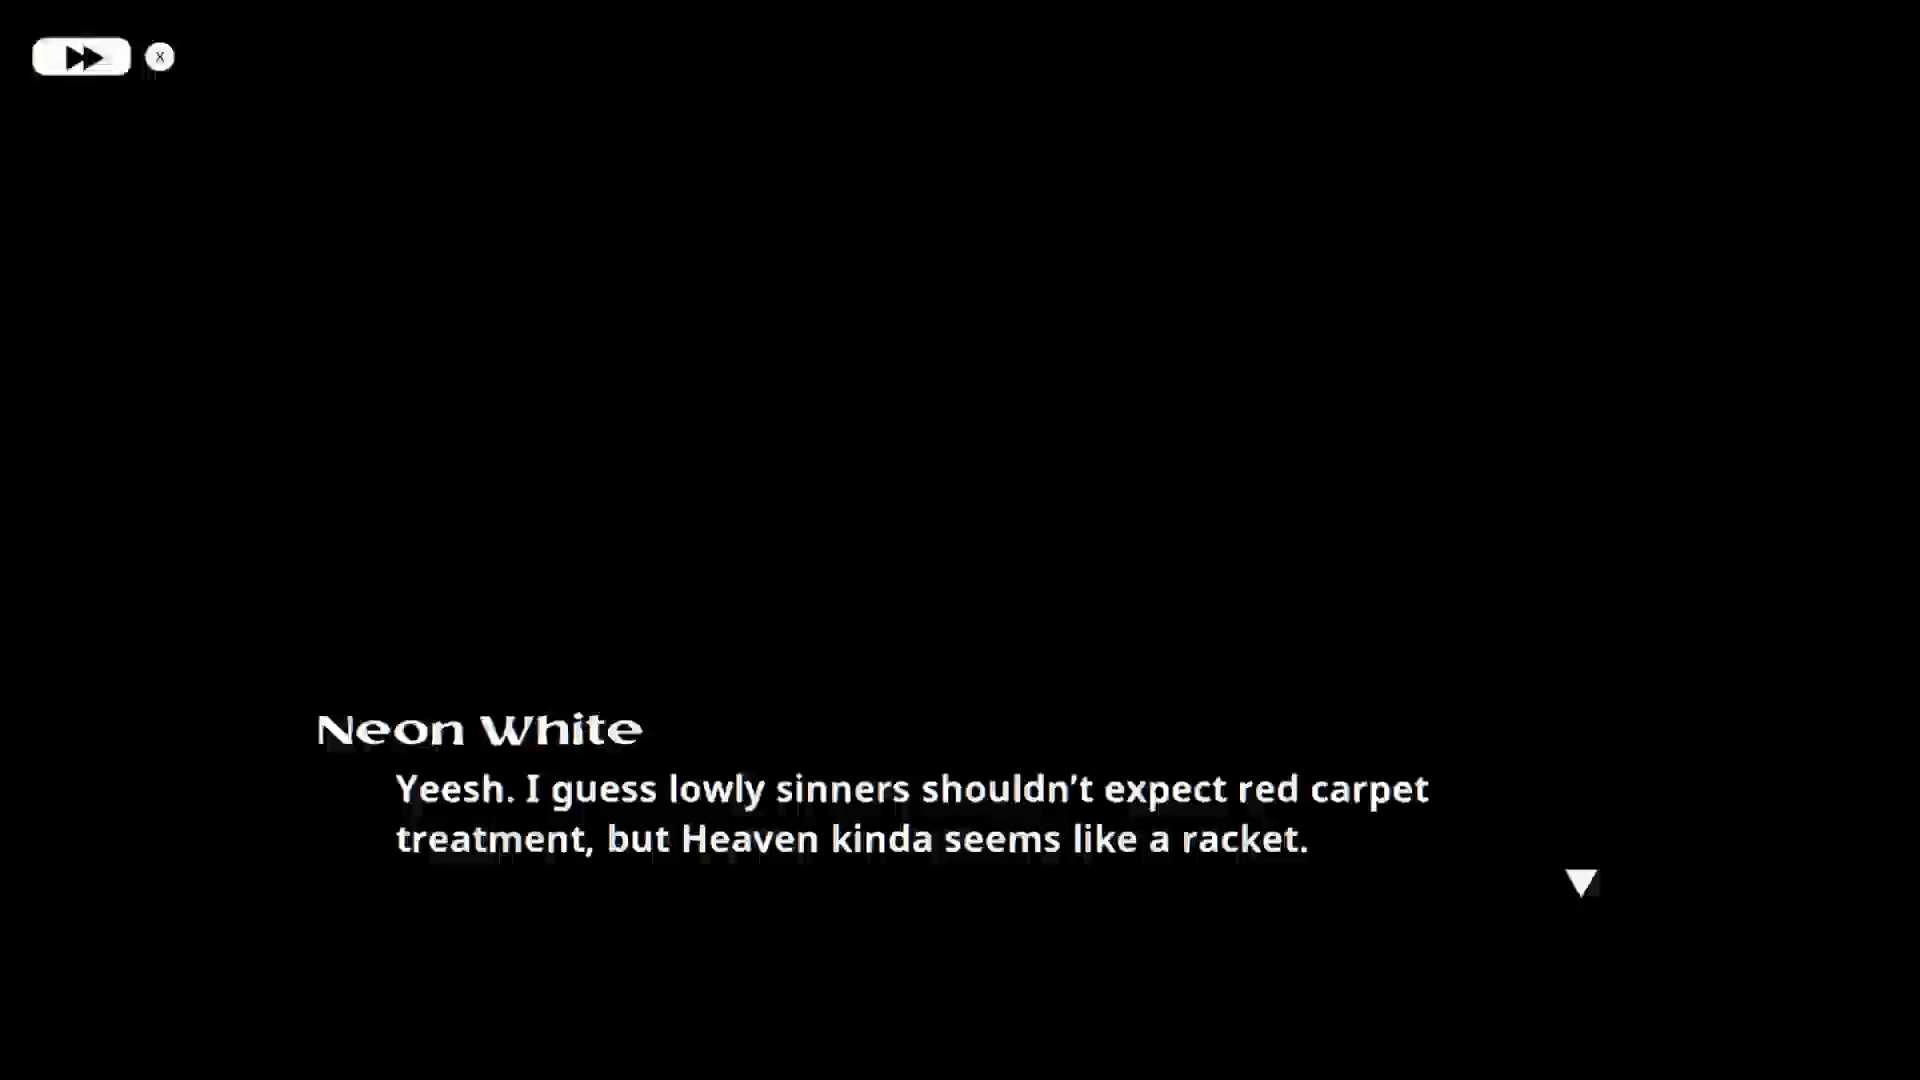 X
Neon White
Yeesh. I guess lowly sinners shouldn’t expect red carpet
treatment, but Heaven kinda seems like a racket.